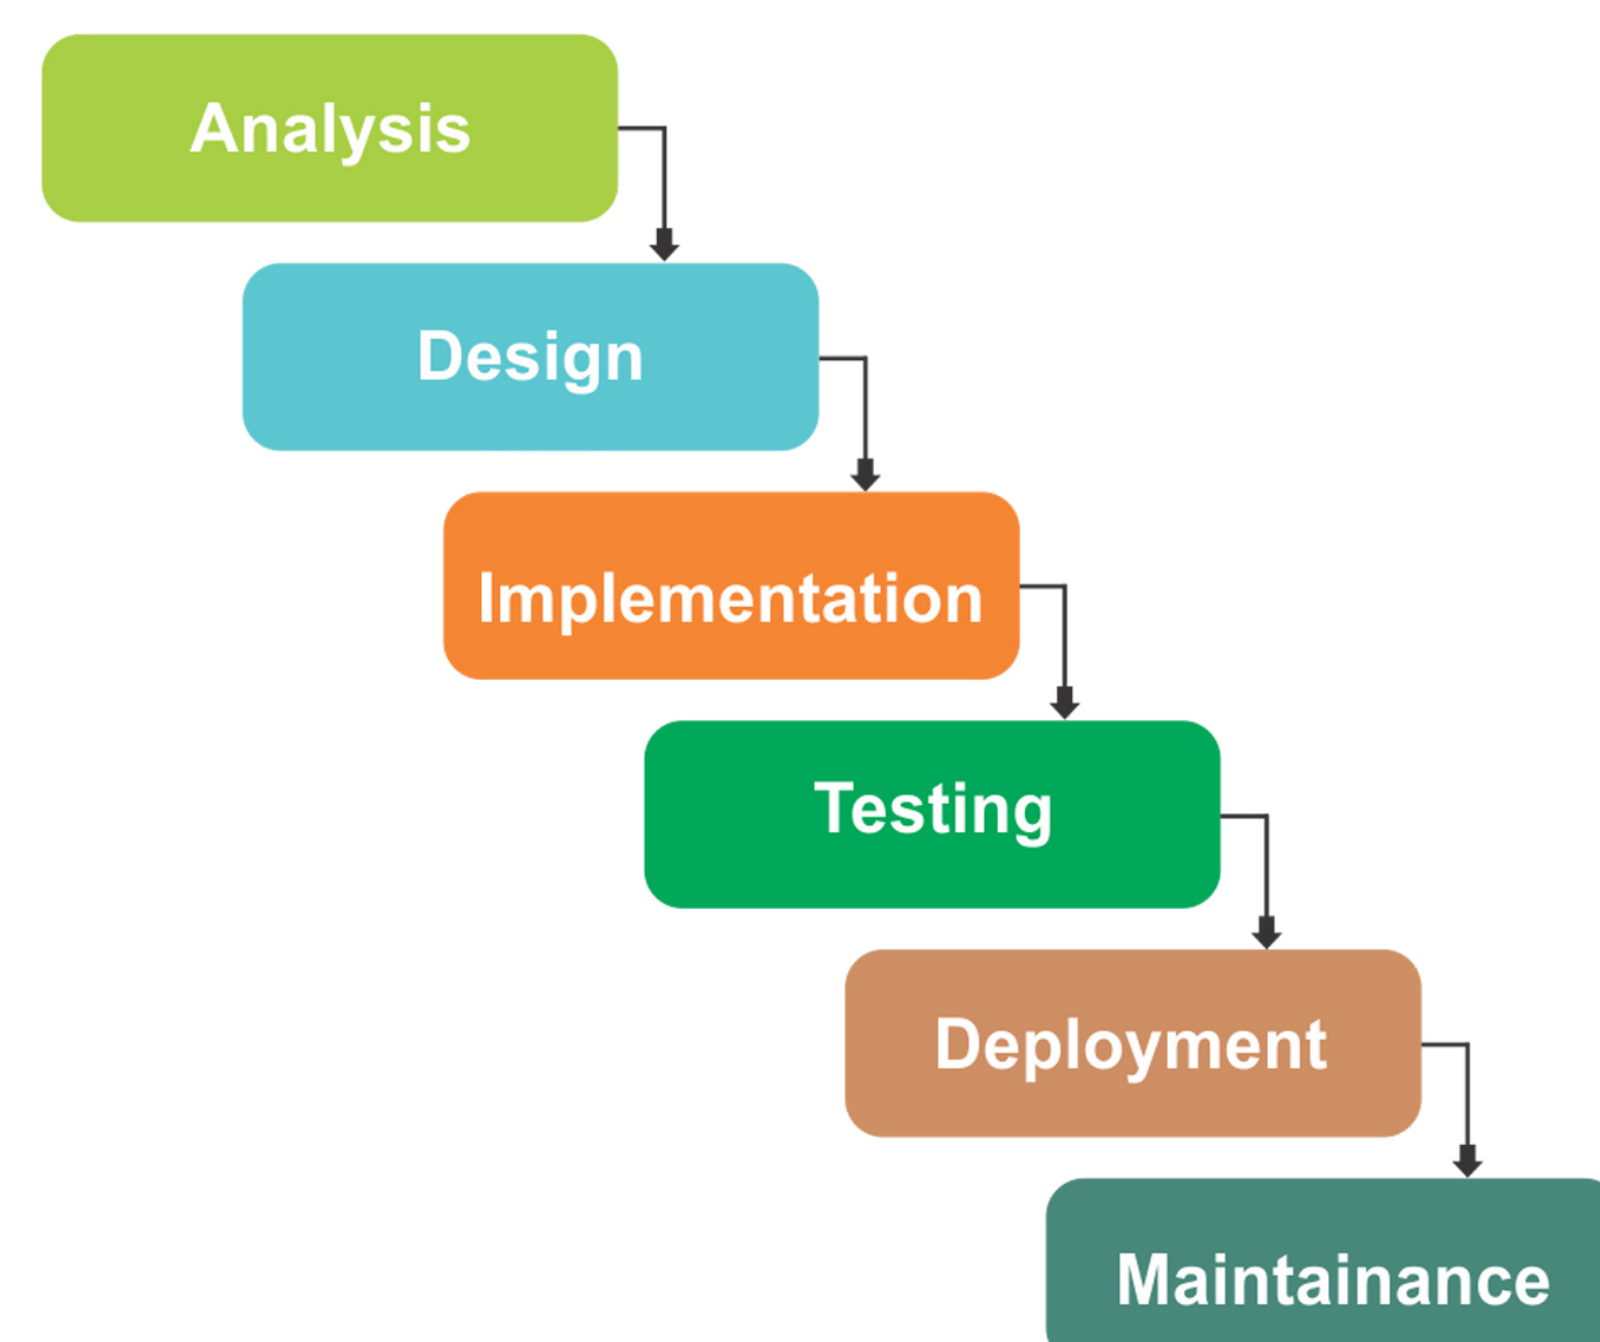 Analysis
Design
Implementation
Testing
Deployment
Maintainance